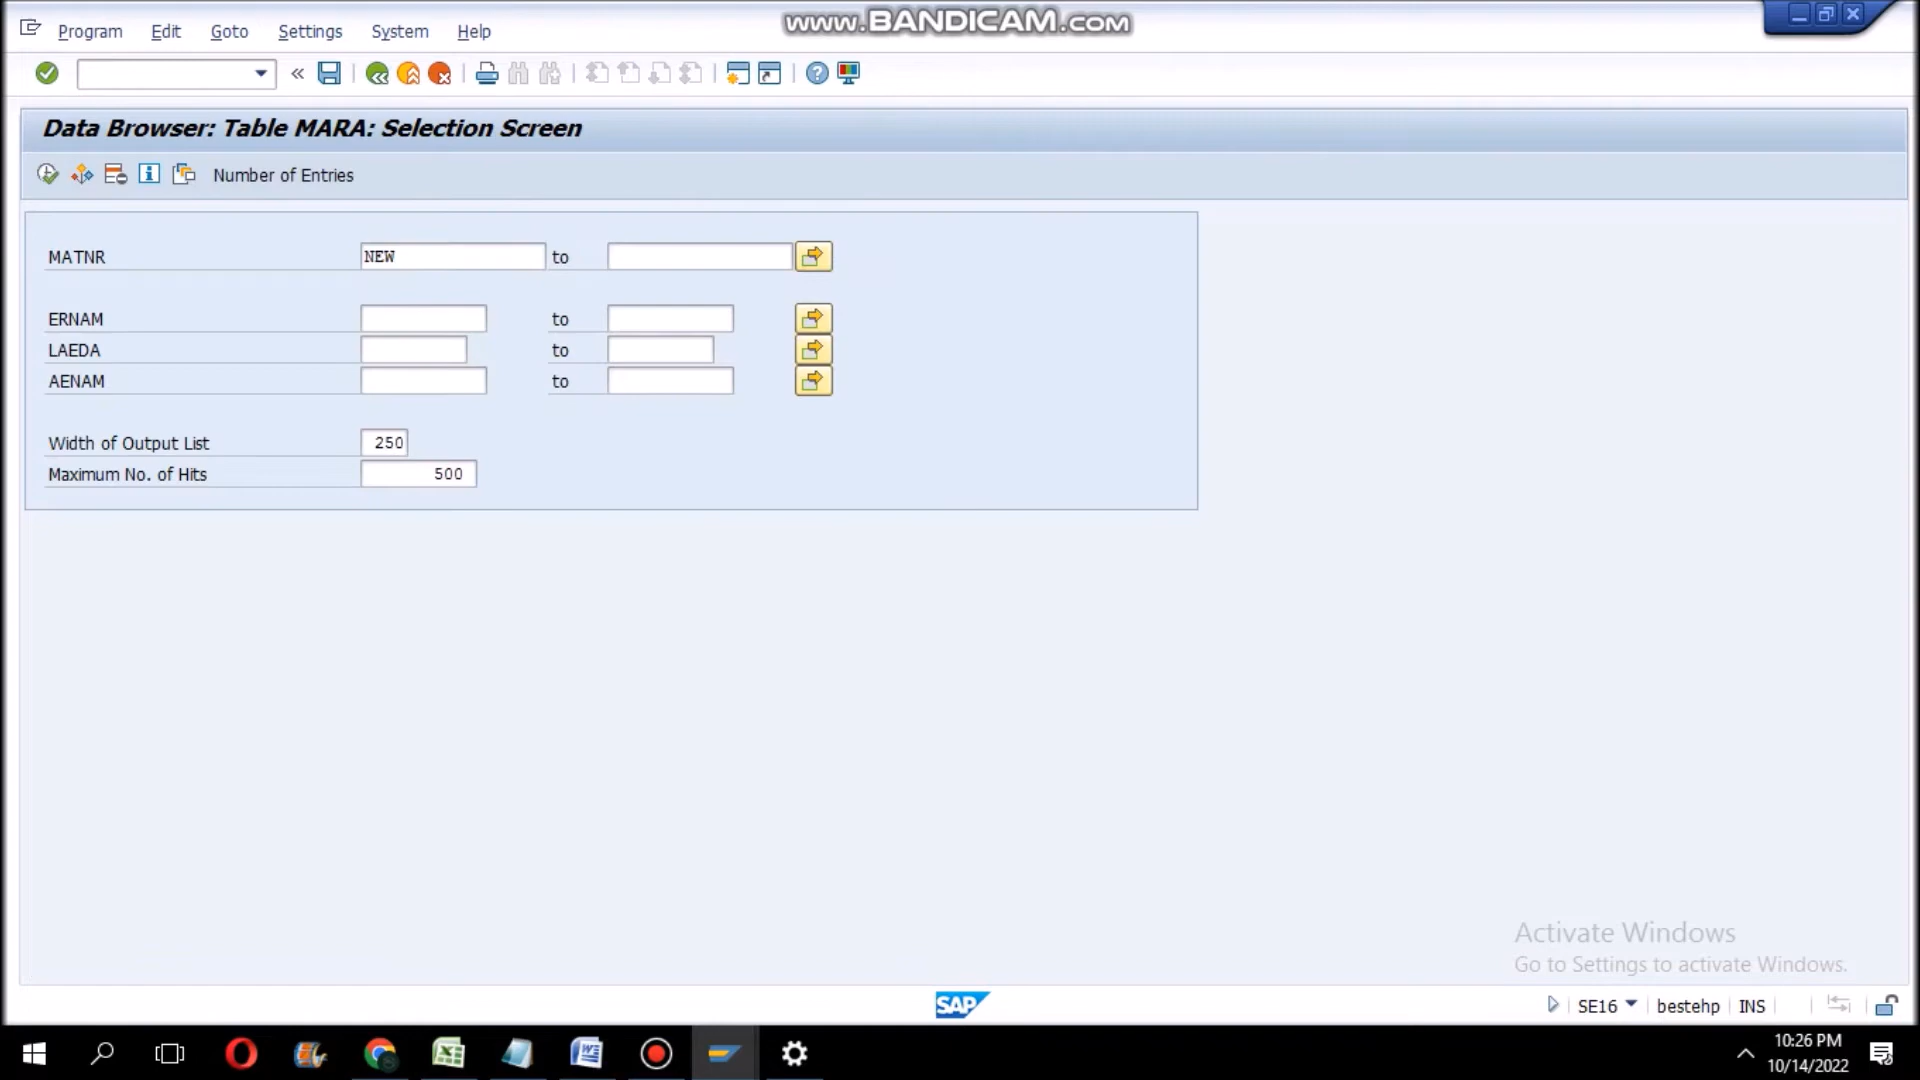 www.BANDICAM.com
Program Edit Goto Settings System Help
Data Browser: Table MARA: Selection Screen
Number of Entries
MATNR NEW to
ERNAM to
LAEDA to
AENAM to
Width of Output List 250
Maximum No. of Hits 500
Activate Windows
Go to Settings to activate Windows.
SAP SE16 bestehp INS
10:26 PM
10/14/2022